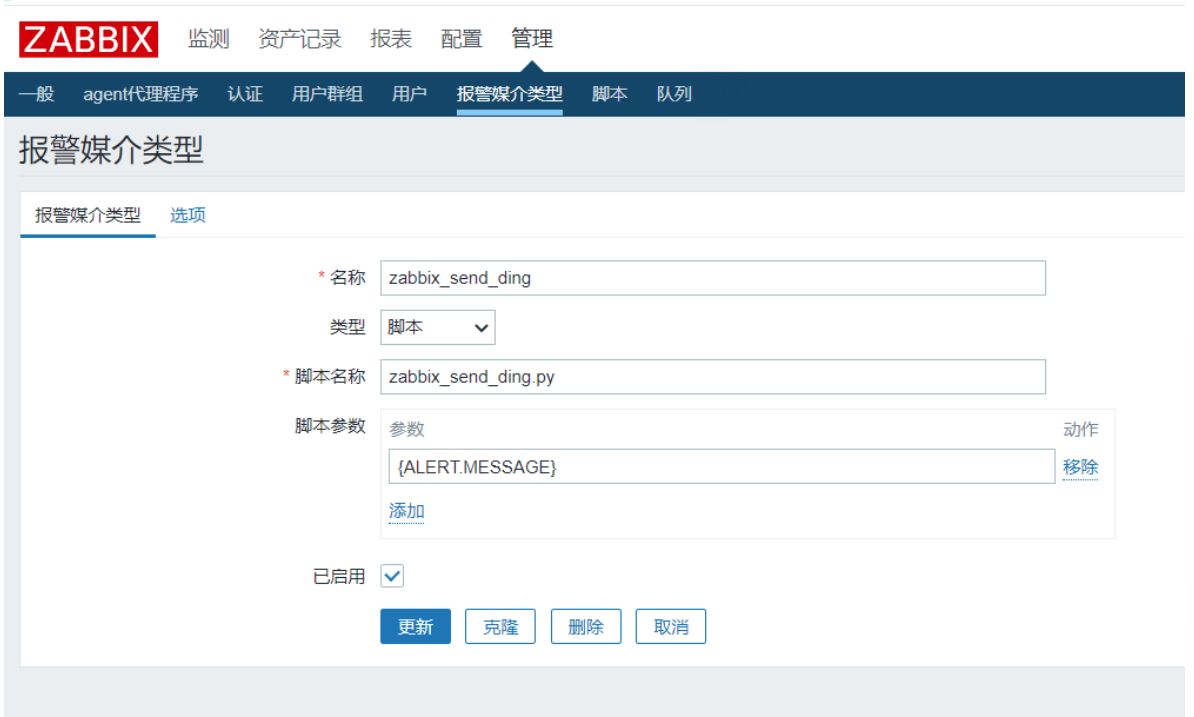 ZABBIX 监测 资产记录 报表 配置 管理
一般 agent代理程序 认证 用户群组 用户 报警媒介类型 脚本 队列
报警媒介类型
报警媒介类型 选项
* 名称 zabbix_send_ding
类型 脚本
* 脚本名称 zabbix_send_ding.py
脚本参数 参数 动作
{ALERT.MESSAGE} 移除
添加
已启用
更新 克隆 删除 取消